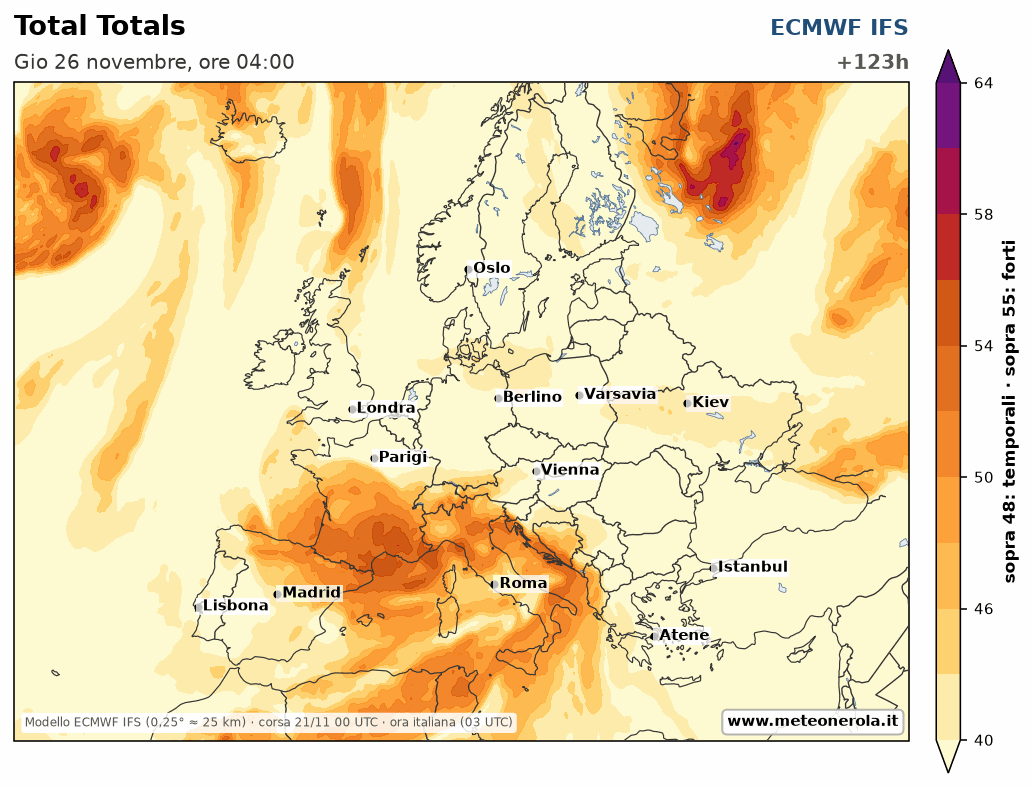 Total Totals
ECMWF IFS
Gio 26 novembre, ore 04:00
+123h
64
58
54
50
46
40
sopra 48: temporali · sopra 55: forti
Oslo
Berlino
Varsavia
Kiev
Londra
Parigi
Vienna
Istanbul
Roma
Madrid
Lisbona
Atene
Modello ECMWF IFS (0,25° ≈ 25 km) · corsa 21/11 00 UTC · ora italiana (03 UTC)
www.meteonerola.it